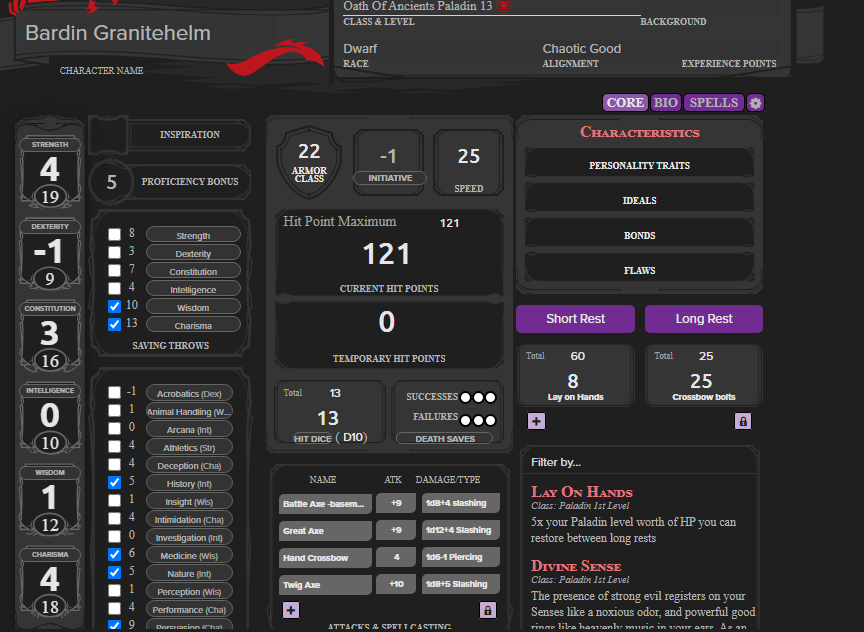 Oath Of Ancients Paladin 13
CLASS & LEVEL
BACKGROUND
Bardin Granitehelm
CHARACTER NAME
Dwarf
RACE
Chaotic Good
ALIGNMENT
EXPERIENCE POINTS
CORE BIO SPELLS
STRENGTH
4
19
DEXTERITY
-1
9
CONSTITUTION
3
16
INTELLIGENCE
0
10
WISDOM
1
12
CHARISMA
4
18
INSPIRATION
5 PROFICIENCY BONUS
8 Strength
3 Dexterity
7 Constitution
4 Intelligence
10 Wisdom
13 Charisma
SAVING THROWS
-1 Acrobatics (Dex)
1 Animal Handling (W...
0 Arcana (Int)
4 Athletics (Str)
4 Deception (Cha)
5 History (Int)
1 Insight (Wis)
4 Intimidation (Cha)
0 Investigation (Int)
6 Medicine (Wis)
5 Nature (Int)
1 Perception (Wis)
4 Performance (Cha)
9 Persuasion (Cha)
22
ARMOR
CLASS
-1
INITIATIVE
25
SPEED
Hit Point Maximum 121
121
CURRENT HIT POINTS
0
TEMPORARY HIT POINTS
Total 13
13
HIT DICE ( D10)
SUCCESSES
FAILURES
DEATH SAVES
NAME ATK DAMAGE/TYPE
Battle Axe -basem... +9 1d8+4 slashing
Great Axe +9 1d12+4 Slashing
Hand Crossbow 4 1d6-1 Piercing
Twig Axe +10 1d8+5 Slashing
+
ATTACKS & SPELLCASTING
Characteristics
PERSONALITY TRAITS
IDEALS
BONDS
FLAWS
Short Rest Long Rest
Total 60
8
Lay on Hands
Total 25
25
Crossbow bolts
+
Filter by...
Lay On Hands
Class: Paladin 1st Level
5x your Paladin level worth of HP you can
restore between long rests
Divine Sense
Class: Paladin 1st Level
The presence of strong evil registers on your
Senses like a noxious odor, and powerful good
rings like heavenly music in your ears. As an